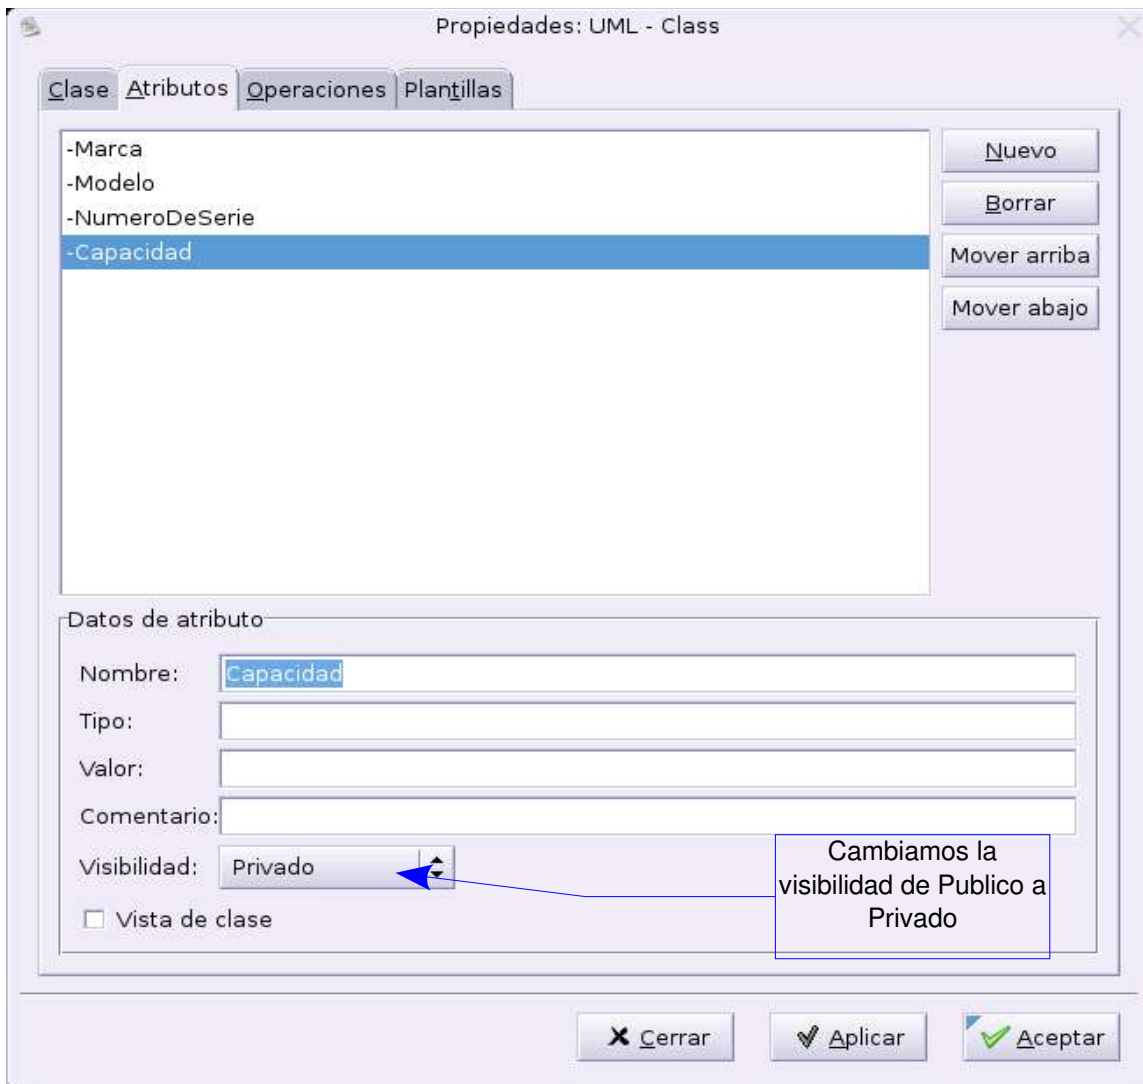 Propiedades: UML - Class
Clase Atributos Operaciones Plantillas
-Marca
-Modelo
-NumeroDeSerie
-Capacidad
Nuevo
Borrar
Mover arriba
Mover abajo
Datos de atributo
Nombre: Capacidad
Tipo:
Valor:
Comentario:
Visibilidad: Privado
Vista de clase
Cambiamos la
visibilidad de Publico a
Privado
Cerrar Aplicar Aceptar